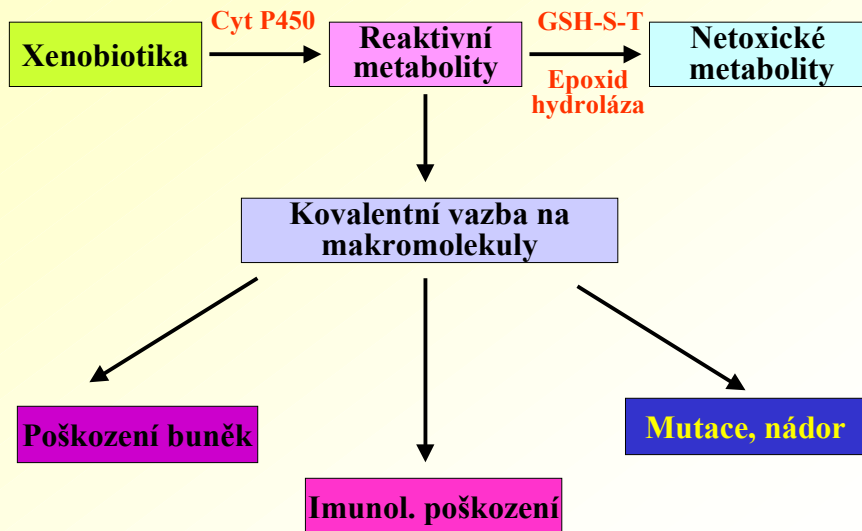 Xenobiotika
Cyt P450
Reaktivní
metabolity
GSH-S-T
Epoxid
hydroláza
Netoxické
metabolity
Kovalentní vazba na
makromolekuly
Poškození buněk
Imunol. poškození
Mutace, nádor